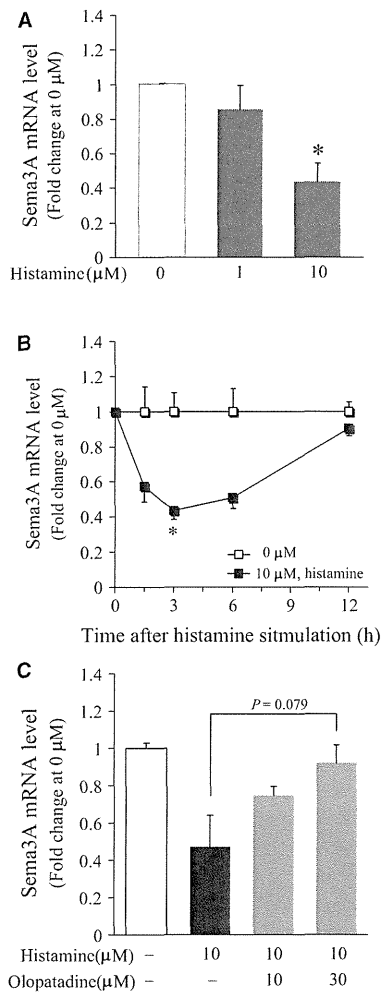 A
Sema3A mRNA level
(Fold change at 0 μM)
1.4
1.2
1
0.8
0.6
0.4
0.2
0
*
Histamine(μM) 0 1 10
B
Sema3A mRNA level
(Fold change at 0 μM)
1.4
1.2
1
0.8
0.6
0.4
0.2
0
*
0 μM
10 μM, histamine
0 3 6 9 12
Time after histamine sitmulation (h)
C
Sema3A mRNA level
(Fold change at 0 μM)
1.4
1.2
1
0.8
0.6
0.4
0.2
0
P = 0.079
Histamine(μM) – 10 10 10
Olopatadine(μM) – – 10 30